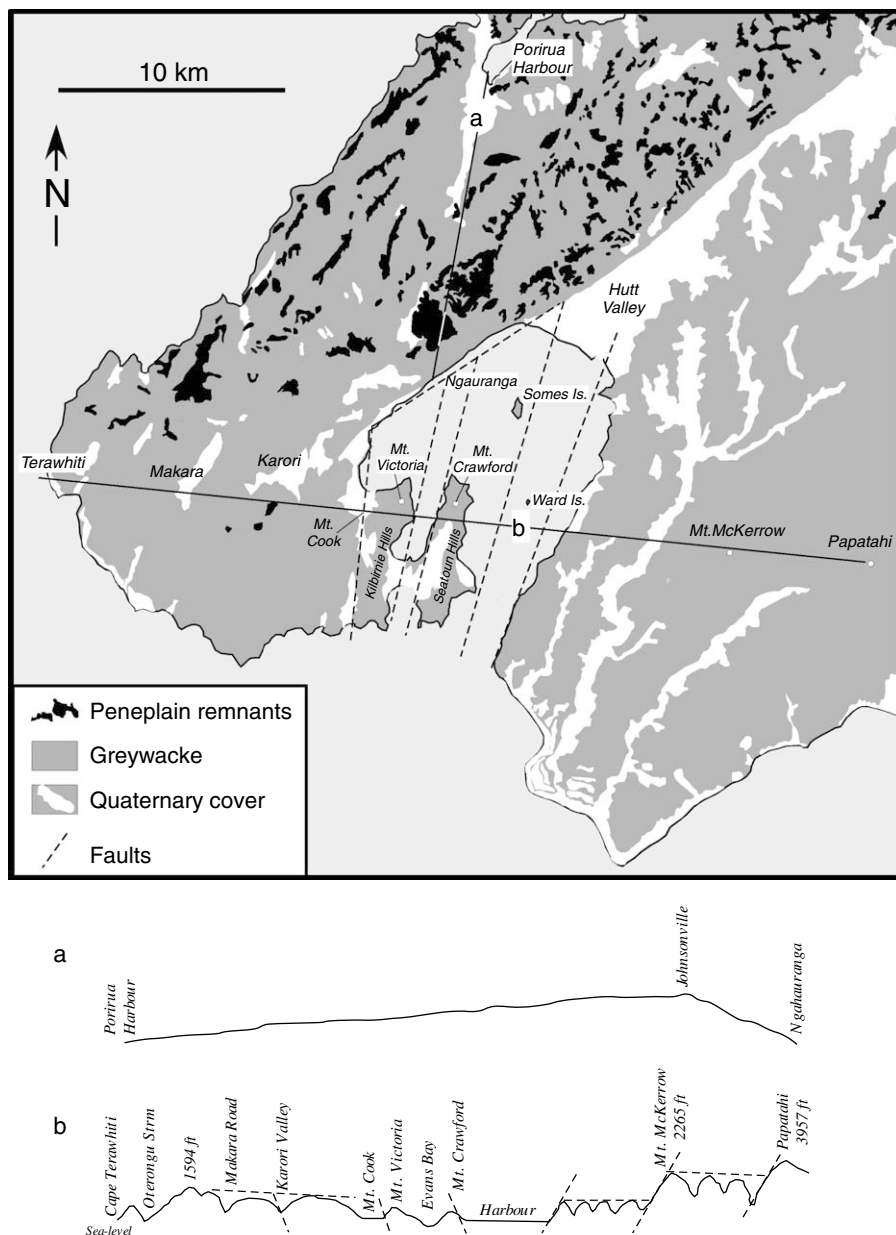 10 km
Porirua
Harbour
a
N
Hutt
Valley
Ngauranga
Somes Is.
Mt.
Victoria
Mt.
Crawford
Terawhiti
Makara
Karori
Ward Is.
Mt.
Cook
b
Mt.McKerrow
Papatahi
Kilbirnie Hills
Seatoun Hills
Peneplain remnants
Greywacke
Quaternary cover
Faults
a
Porirua
Harbour
Johnsonville
Ngahauranga
b
Cape Terawhiti
Oterongu Strm
1594 ft
Makara Road
Karori Valley
Mt. Cook
Mt. Victoria
Evans Bay
Mt. Crawford
Harbour
Mt. McKerrow
2265 ft
Papatahi
3957 ft
Sea-level